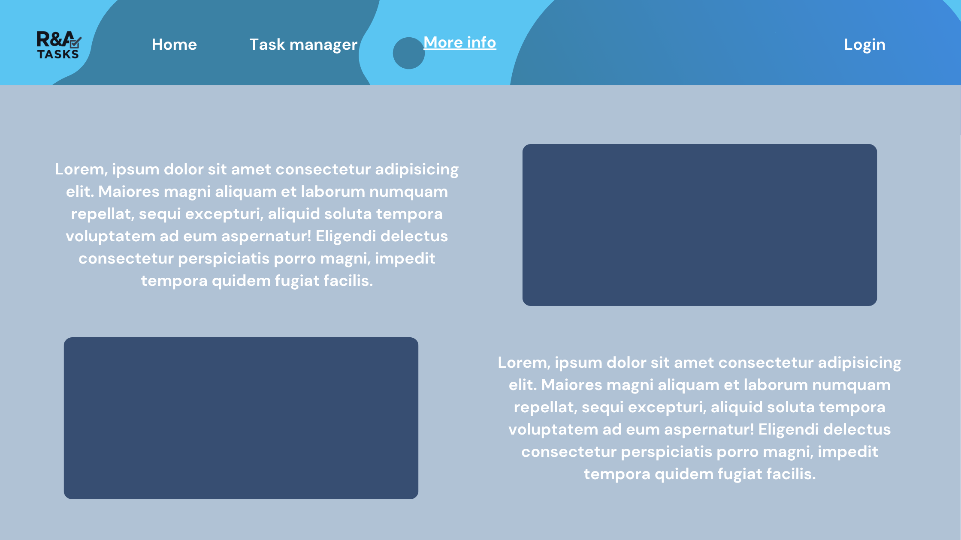 R&A
TASKS
Home
Task manager
More info
Login
Lorem, ipsum dolor sit amet consectetur adipisicing
elit. Maiores magni aliquam et laborum numquam
repellat, sequi excepturi, aliquid soluta tempora
voluptatem ad eum aspernatur! Eligendi delectus
consectetur perspiciatis porro magni, impedit
tempora quidem fugiat facilis.
Lorem, ipsum dolor sit amet consectetur adipisicing
elit. Maiores magni aliquam et laborum numquam
repellat, sequi excepturi, aliquid soluta tempora
voluptatem ad eum aspernatur! Eligendi delectus
consectetur perspiciatis porro magni, impedit
tempora quidem fugiat facilis.